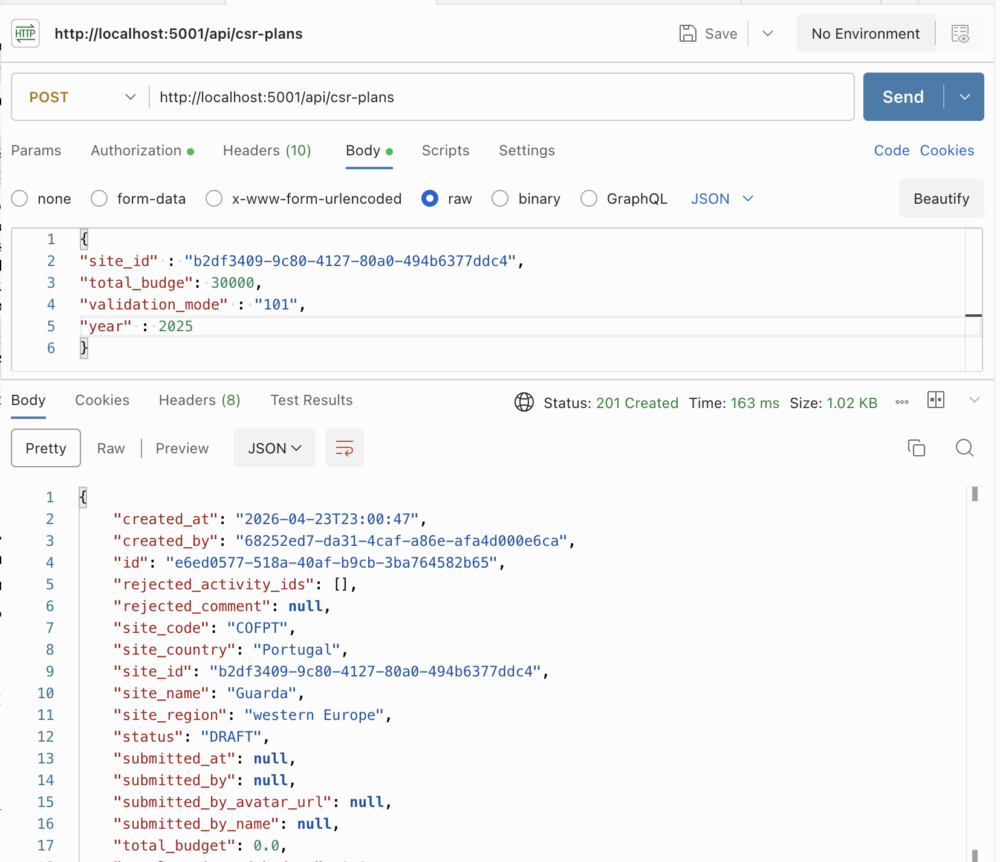 HTTP http://localhost:5001/api/csr-plans Save No Environment
POST http://localhost:5001/api/csr-plans Send
Params Authorization Headers (10) Body Scripts Settings Code Cookies
none form-data x-www-form-urlencoded raw binary GraphQL JSON Beautify
1 {
2 "site_id" : "b2df3409-9c80-4127-80a0-494b6377ddc4",
3 "total_budge": 30000,
4 "validation_mode" : "101",
5 "year" : 2025
6 }
Body Cookies Headers (8) Test Results Status: 201 Created Time: 163 ms Size: 1.02 KB
Pretty Raw Preview JSON
1 {
2 "created_at": "2026-04-23T23:00:47",
3 "created_by": "68252ed7-da31-4caf-a86e-afa4d000e6ca",
4 "id": "e6ed0577-518a-40af-b9cb-3ba764582b65",
5 "rejected_activity_ids": [],
6 "rejected_comment": null,
7 "site_code": "COFPT",
8 "site_country": "Portugal",
9 "site_id": "b2df3409-9c80-4127-80a0-494b6377ddc4",
10 "site_name": "Guarda",
11 "site_region": "western Europe",
12 "status": "DRAFT",
13 "submitted_at": null,
14 "submitted_by": null,
15 "submitted_by_avatar_url": null,
16 "submitted_by_name": null,
17 "total_budget": 0.0,